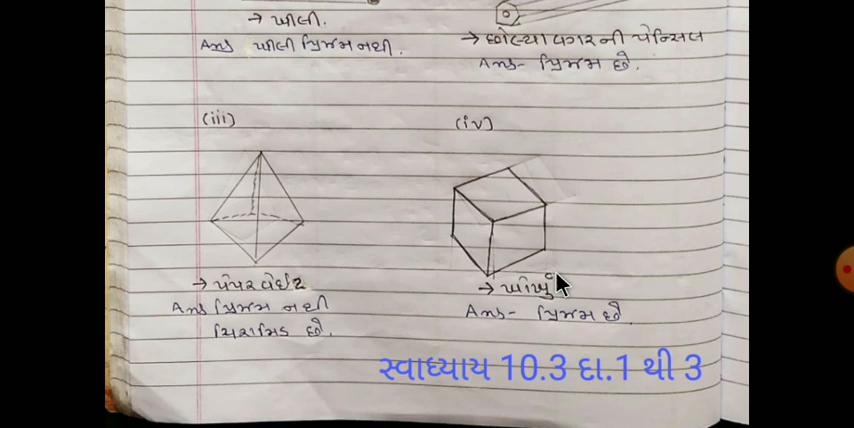 → ખીલી.
Ans ખીલી પ્રિઝમ નથી.
→ છોલ્યા વગરની પેન્સિલ
Ans- પ્રિઝમ છે.
(iii)
(iv)
→ પેપરવેઈટ
Ans પ્રિઝમ નથી
પિરામિડ છે.
→ ખોખું
Ans- પ્રિઝમ છે.
સ્વાધ્યાય 10.3 દા.1 થી 3